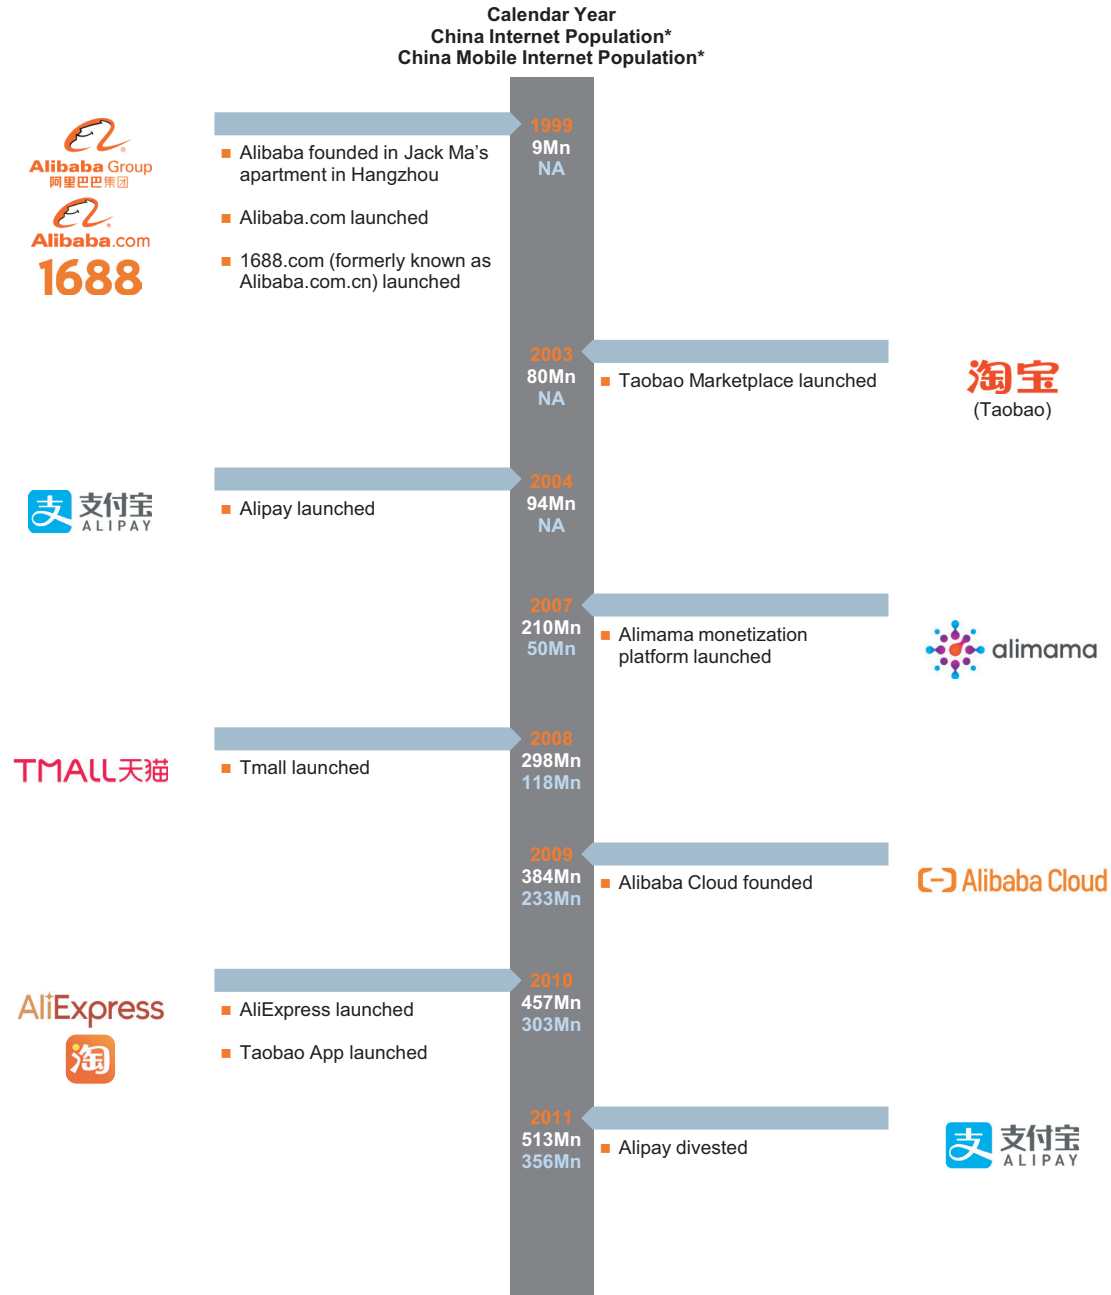 Calendar Year
China Internet Population*
China Mobile Internet Population*
Alibaba Group
阿里巴巴集团
Alibaba.com
1688
1999
9Mn
NA
■ Alibaba founded in Jack Ma's
apartment in Hangzhou
■ Alibaba.com launched
■ 1688.com (formerly known as
Alibaba.com.cn) launched
2003
80Mn
NA
■ Taobao Marketplace launched
淘宝
(Taobao)
支付宝
ALIPAY
■ Alipay launched
2004
94Mn
NA
2007
210Mn
50Mn
■ Alimama monetization
platform launched
alimama
TMALL天猫
■ Tmall launched
2008
298Mn
118Mn
2009
384Mn
233Mn
■ Alibaba Cloud founded
Alibaba Cloud
AliExpress
淘
■ AliExpress launched
■ Taobao App launched
2010
457Mn
303Mn
2011
513Mn
356Mn
■ Alipay divested
支付宝
ALIPAY